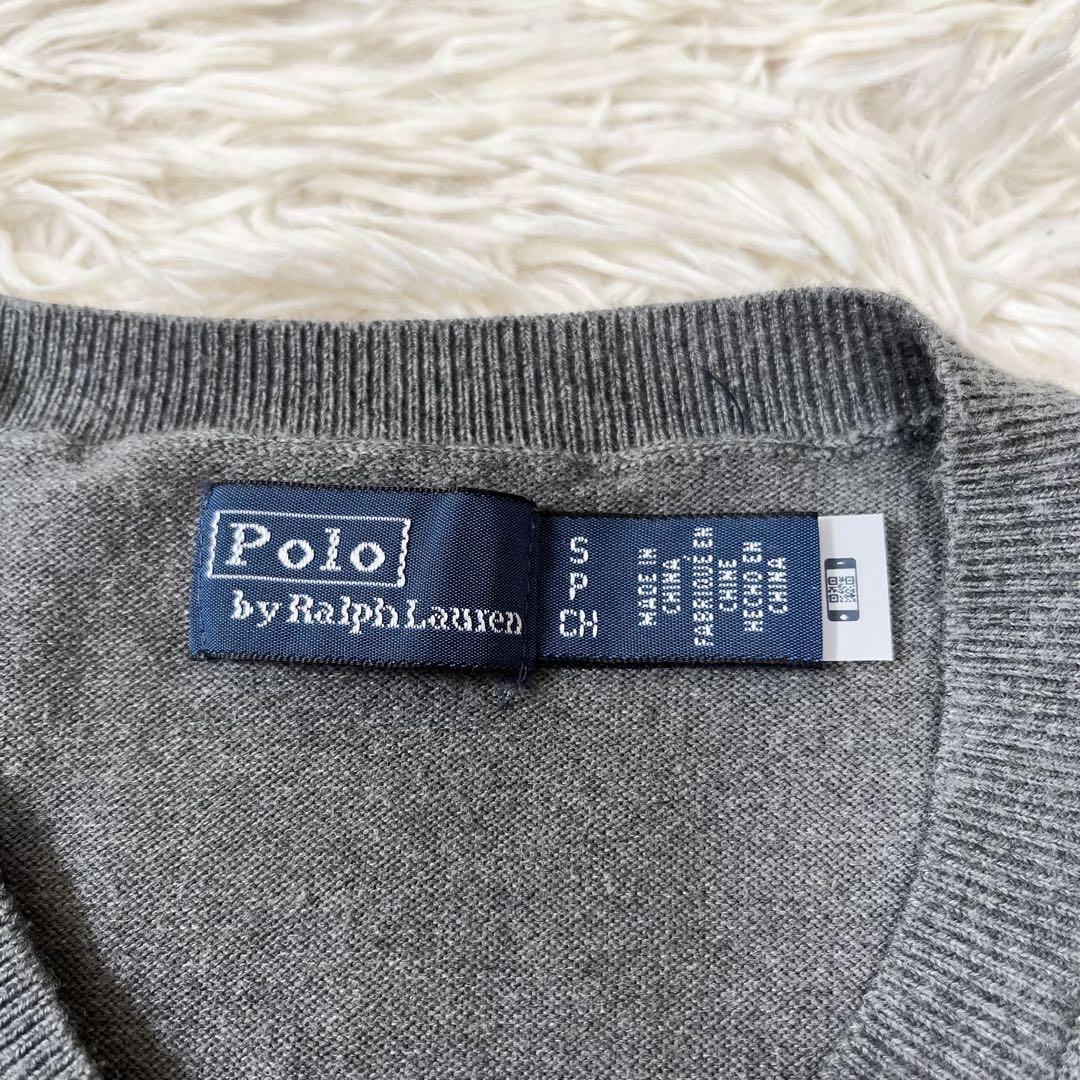 Polo
by Ralph Lauren
S
P
CH
MADE IN
CHINA
FABRIQUÉ EN
CHINE
HECHO EN
CHINA